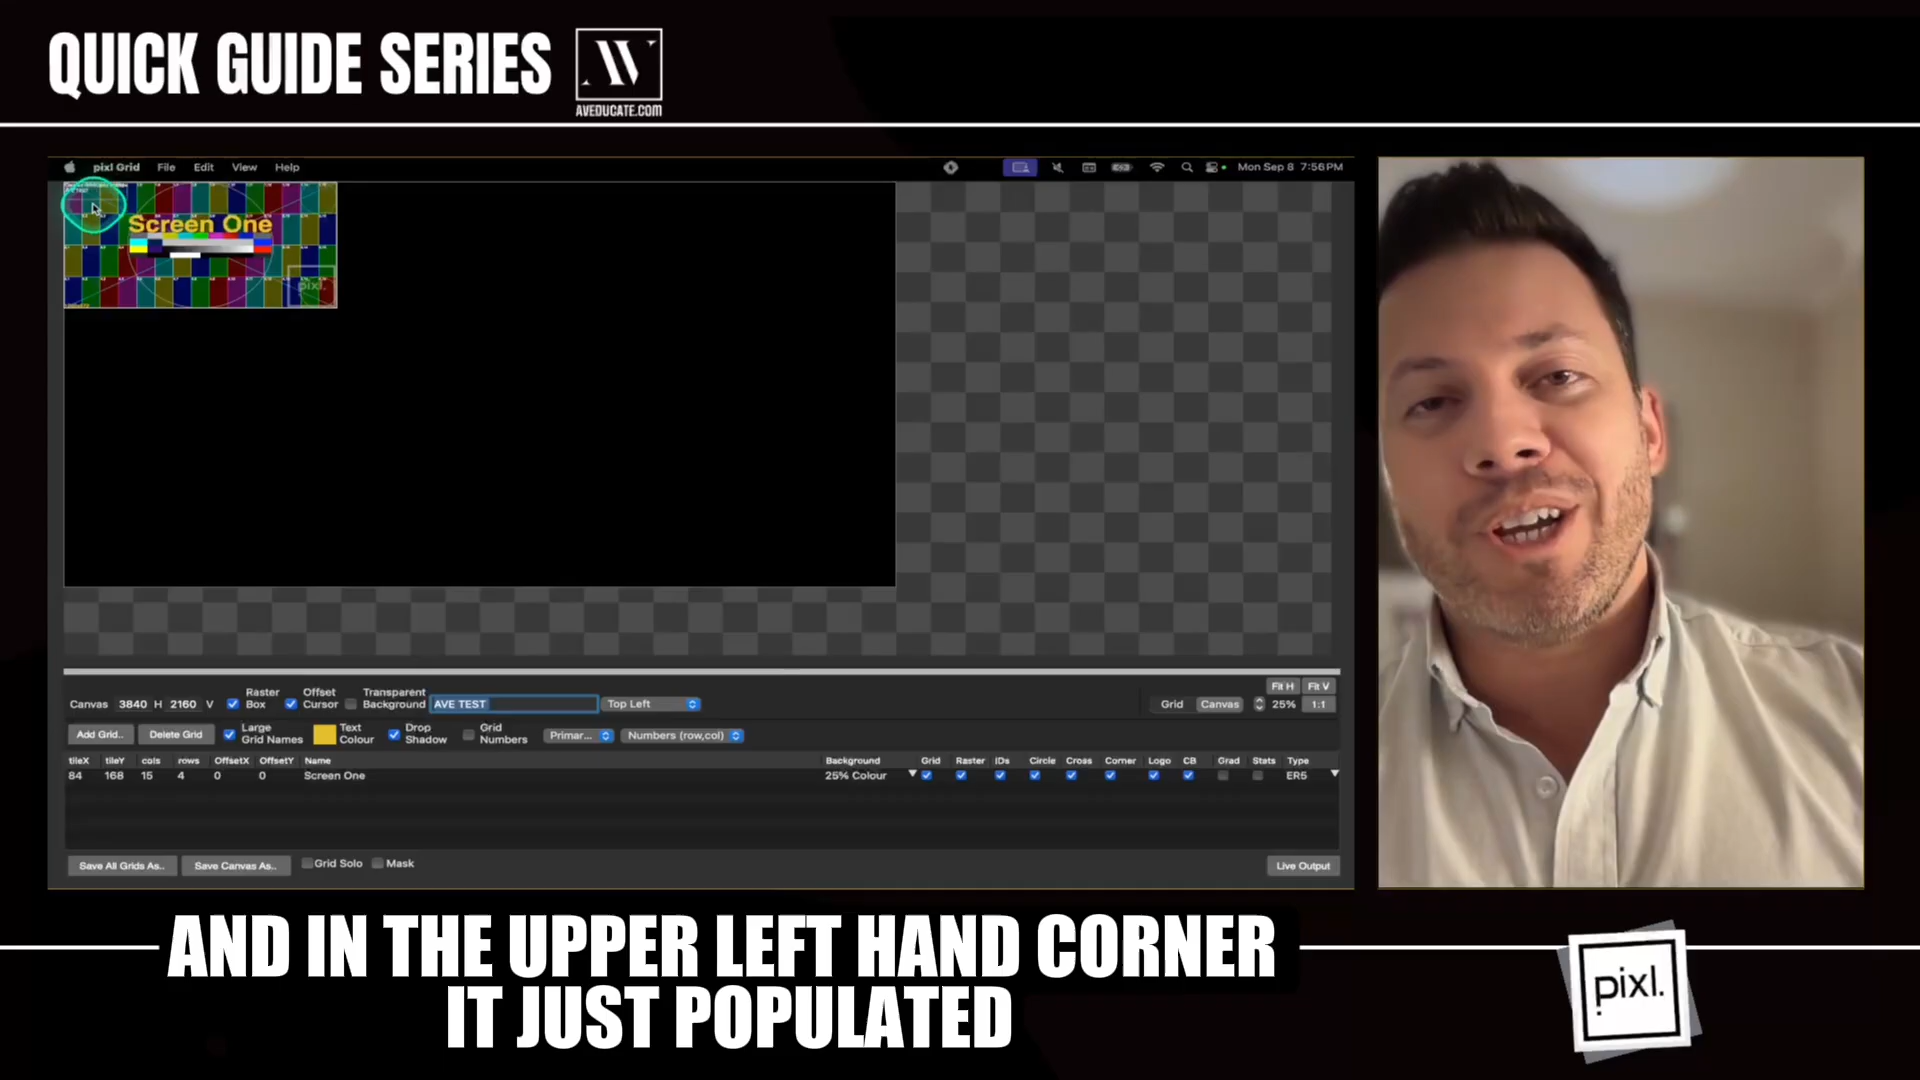 QUICK GUIDE SERIES
AVEDUCATE.COM
pixl Grid File Edit View Help
Mon Sep 8 7:56PM
Screen One
pixl.
Canvas 3840 H 2160 V Raster Box Offset Cursor Transparent Background AVE TEST Top Left
Fit H Fit V
Grid Canvas 25% 1:1
Add Grid.. Delete Grid Large Grid Names Text Colour Drop Shadow Grid Numbers Primar... Numbers (row,col)
tileX tileY cols rows OffsetX OffsetY Name Background Grid Raster IDs Circle Cross Corner Logo CB Grad Stats Type
84 168 15 4 0 0 Screen One 25% Colour ER5
Save All Grids As.. Save Canvas As.. Grid Solo Mask Live Output
AND IN THE UPPER LEFT HAND CORNER
IT JUST POPULATED
pixl.